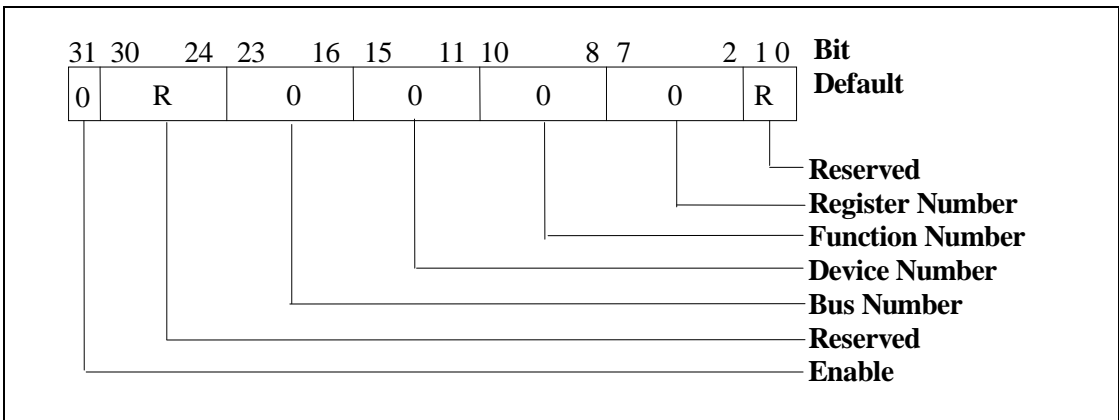 31 30 24 23 16 15 11 10 8 7 2 1 0 Bit
0 R 0 0 0 0 R Default
Reserved
Register Number
Function Number
Device Number
Bus Number
Reserved
Enable